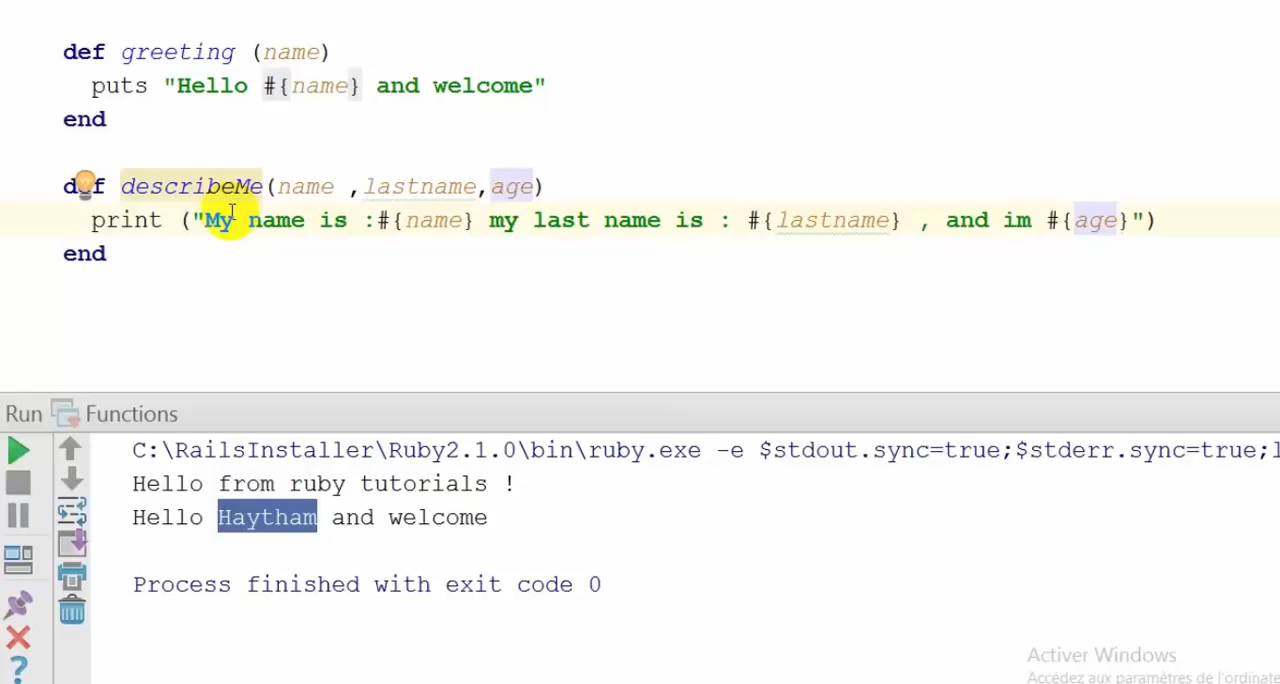 def greeting (name)
puts "Hello #{name} and welcome"
end
def describeMe(name ,lastname,age)
print ("My name is :#{name} my last name is : #{lastname} , and im #{age}")
end
Run Functions
C:\RailsInstaller\Ruby2.1.0\bin\ruby.exe -e $stdout.sync=true;$stderr.sync=true;l
Hello from ruby tutorials !
Hello Haytham and welcome
Process finished with exit code 0
Activer Windows
Accédez aux paramètres de l'ordinate